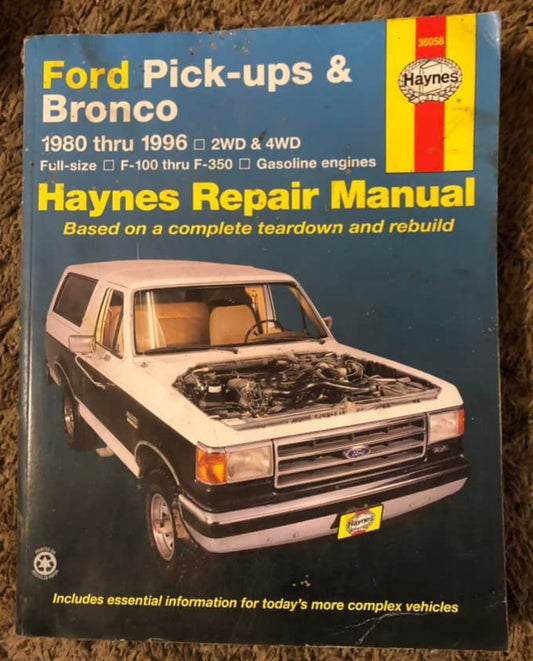 36058
Haynes
Ford Pick-ups &
Bronco
1980 thru 1996 □ 2WD & 4WD
Full-size □ F-100 thru F-350 □ Gasoline engines
Haynes Repair Manual
Based on a complete teardown and rebuild
Ford
Haynes
Includes essential information for today's more complex vehicles